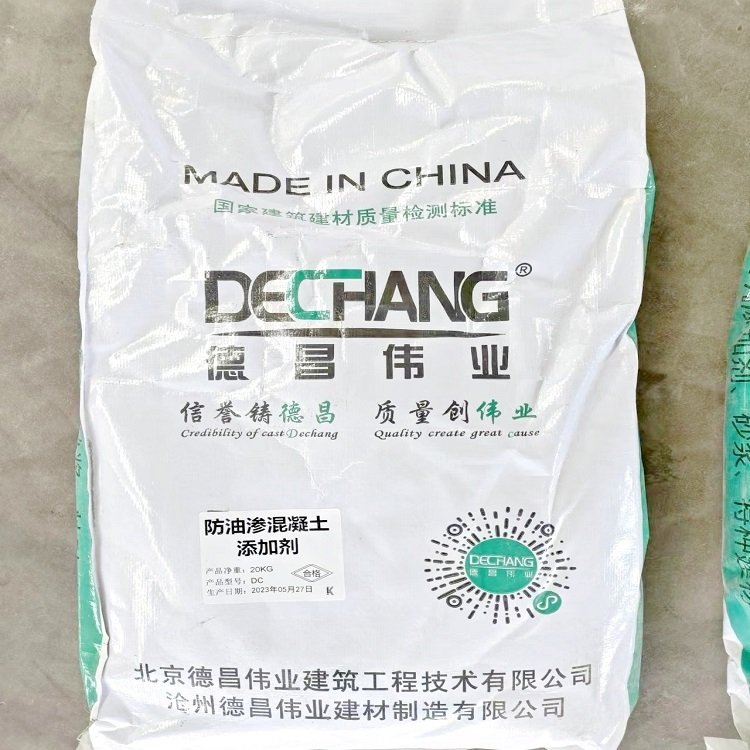 MADE IN CHINA
国家建筑建材质量检测标准
DECHANG®
德昌伟业
信誉铸德昌 质量创伟业
Credibility of cast Dechang Quality create great cause
防油渗混凝土
添加剂
产品净重：20KG
合格
产品型号：DC
生产日期：2023年05月27日 K
DECHANG
德昌伟业
北京德昌伟业建筑工程技术有限公司
沧州德昌伟业建材制造有限公司